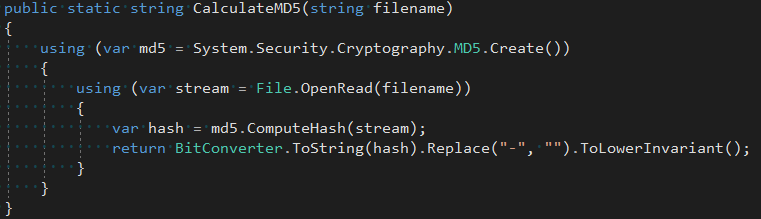 public static string CalculateMD5(string filename)
{
    using (var md5 = System.Security.Cryptography.MD5.Create())
    {
        using (var stream = File.OpenRead(filename))
        {
            var hash = md5.ComputeHash(stream);
            return BitConverter.ToString(hash).Replace("-", "").ToLowerInvariant();
        }
    }
}